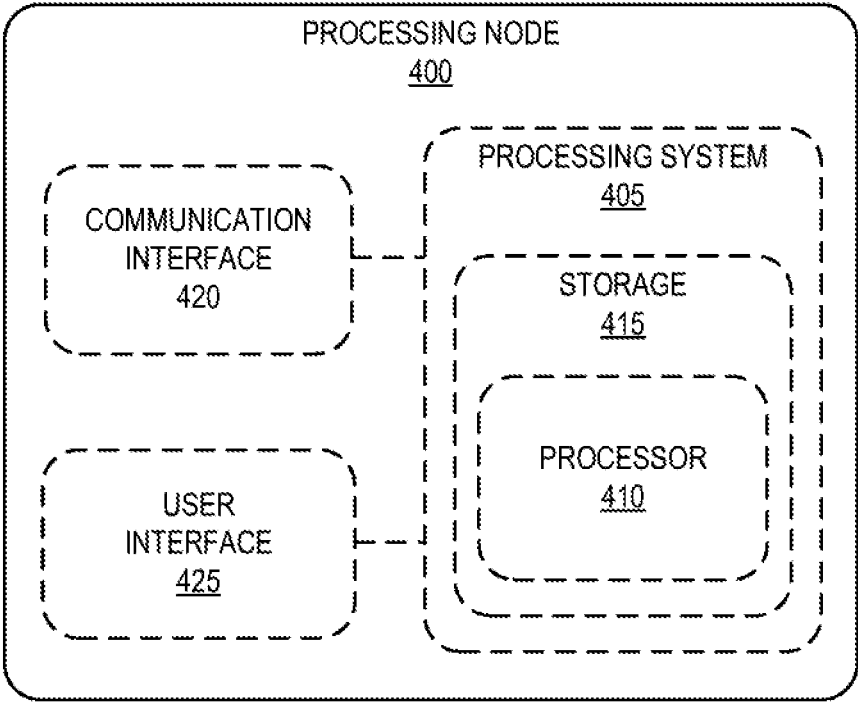 PROCESSING NODE
400
PROCESSING SYSTEM
405
COMMUNICATION
INTERFACE
420
STORAGE
415
PROCESSOR
410
USER
INTERFACE
425